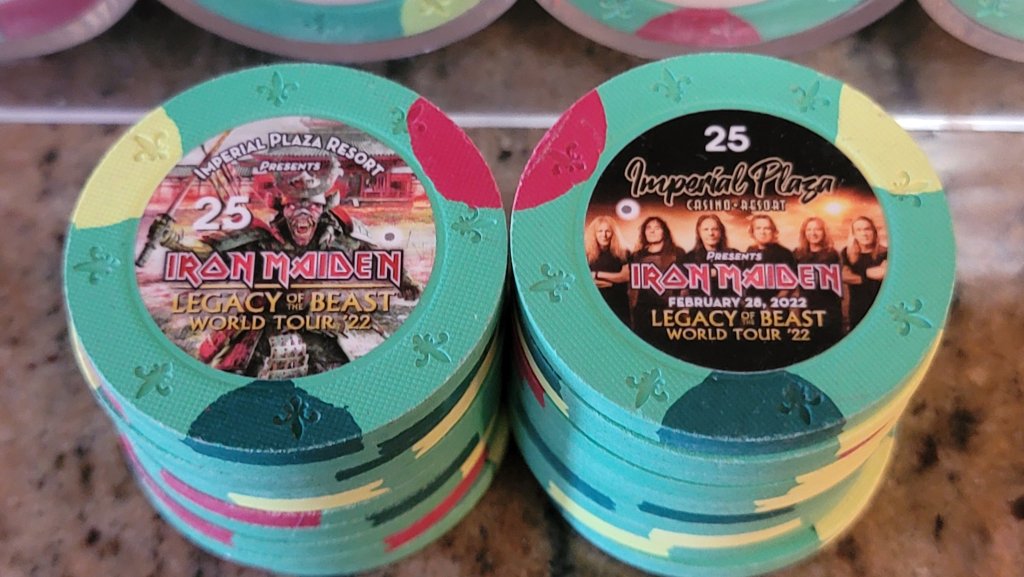 IMPERIAL PLAZA RESORT
PRESENTS
25
IRON MAIDEN
LEGACY OF THE BEAST
WORLD TOUR '22
25
Imperial Plaza
CASINO • RESORT
PRESENTS
IRON MAIDEN
FEBRUARY 28, 2022
LEGACY OF THE BEAST
WORLD TOUR '22